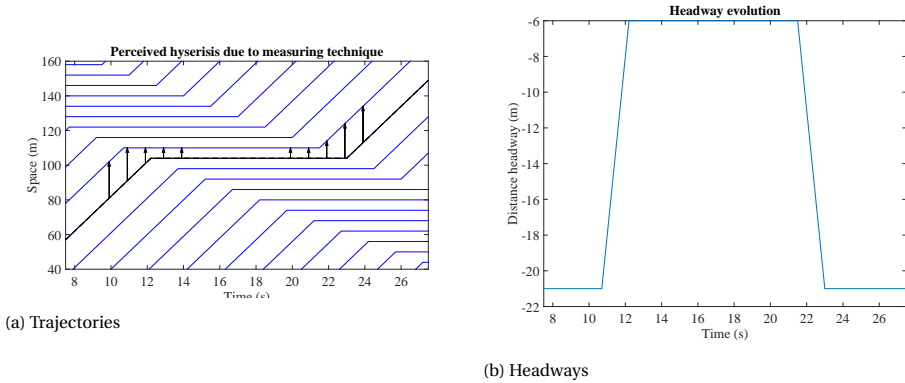 Perceived hyserisis due to measuring technique
160
140
120
100
80
60
40
Space (m)
8 10 12 14 16 18 20 22 24 26
Time (s)
(a) Trajectories
Headway evolution
-6
-8
-10
-12
-14
-16
-18
-20
-22
Distance headway (m)
8 10 12 14 16 18 20 22 24 26
Time (s)
(b) Headways